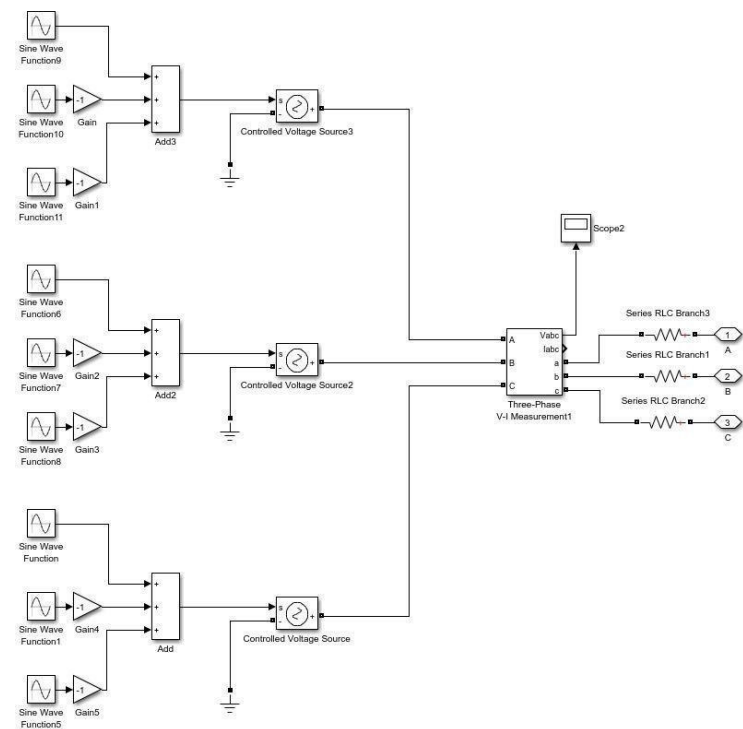 Sine Wave
Function9
-1
Sine Wave
Function10
Gain
+
+
+
Add3
s
-
+
Controlled Voltage Source3
-1
Sine Wave
Function11
Gain1
Scope2
Sine Wave
Function6
-1
Sine Wave
Function7
Gain2
+
+
+
Add2
s
-
+
Controlled Voltage Source2
-1
Sine Wave
Function8
Gain3
A
B
C
Vabc
Iabc
a
b
c
Three-Phase
V-I Measurement1
Series RLC Branch3
+
1
A
Series RLC Branch1
+
2
B
Series RLC Branch2
+
3
C
Sine Wave
Function
-1
Sine Wave
Function1
Gain4
+
+
+
Add
s
-
+
Controlled Voltage Source
-1
Sine Wave
Function5
Gain5